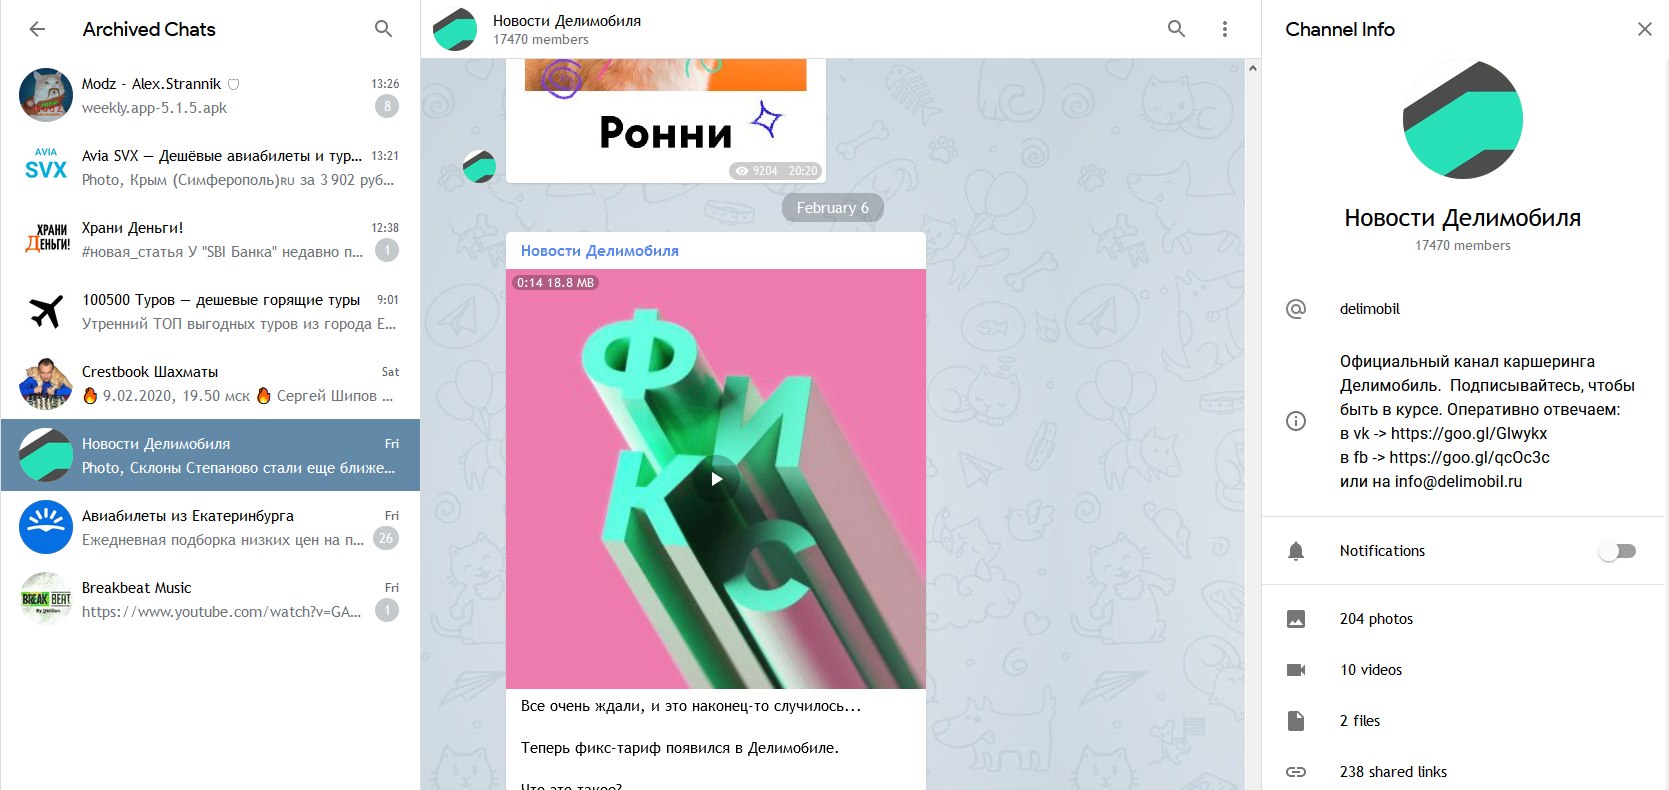 Archived Chats
Modz - Alex.Strannik
13:26
weekly.app-5.1.5.apk
8
AVIA
SVX
Avia SVX — Дешёвые авиабилеты и тур...
13:21
Photo, Крым (Симферополь)RU за 3 902 руб...
ХРАНИ
ДЕНЬГИ!
Храни Деньги!
12:38
#новая_статья У "SBI Банка" недавно п...
1
100500 Туров — дешевые горящие туры
9:01
Утренний ТОП выгодных туров из города Е...
Crestbook Шахматы
Sat
🔥 9.02.2020, 19.50 мск 🔥 Сергей Шипов ...
Новости Делимобиля
Fri
Photo, Склоны Степаново стали еще ближе...
Авиабилеты из Екатеринбурга
Fri
Ежедневная подборка низких цен на п...
26
BREAK BEAT
Breakbeat Music
Fri
https://www.youtube.com/watch?v=GA...
1
Новости Делимобиля
17470 members
Ронни
9204 20:20
February 6
Новости Делимобиля
0:14 18.8 MB
ФИКС
Все очень ждали, и это наконец-то случилось...
Теперь фикс-тариф появился в Делимобиле.
Что это такое?
Channel Info
Новости Делимобиля
17470 members
delimobil
Официальный канал каршеринга
Делимобиль. Подписывайтесь, чтобы
быть в курсе. Оперативно отвечаем:
в vk -> https://goo.gl/GIwykx
в fb -> https://goo.gl/qcOc3c
или на info@delimobil.ru
Notifications
204 photos
10 videos
2 files
238 shared links